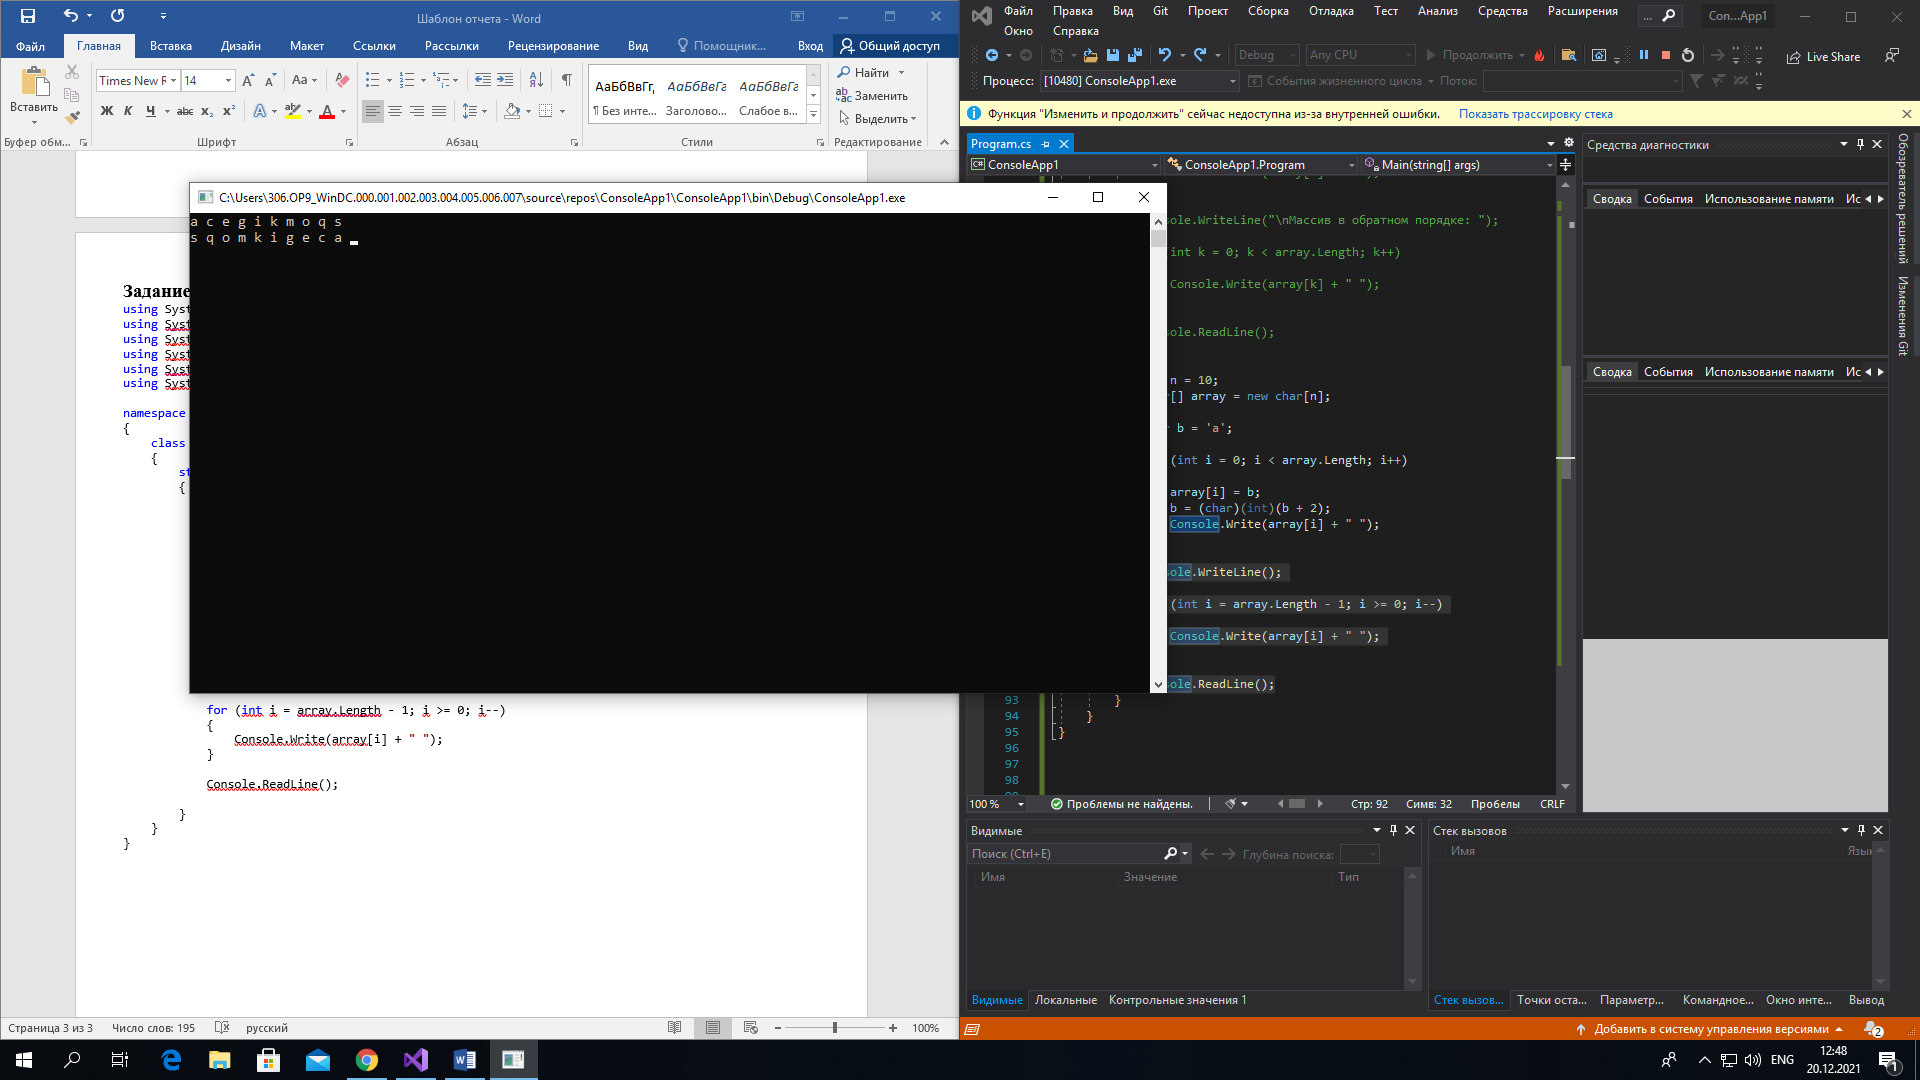 Шаблон отчета - Word
Файл Главная Вставка Дизайн Макет Ссылки Рассылки Рецензирование Вид Помощник... Вход Общий доступ
Вставить
Times New R 14
Ж К Ч abc x₂ x²
АаБбВвГг, АаБбВвГг АаБбВвГг
¶ Без инте... Заголово... Слабое в...
Найти
Заменить
Выделить
Буфер обм... Шрифт Абзац Стили Редактирование
Задание
using Syst
using Syst
using Syst
using Syst
using Syst
using Syst
namespace
{
class
{
st
{
for (int i = array.Length - 1; i >= 0; i--)
{
Console.Write(array[i] + " ");
}
Console.ReadLine();
}
}
}
Страница 3 из 3 Число слов: 195 русский 100%
C:\Users\306.OP9_WinDC.000.001.002.003.004.005.006.007\source\repos\ConsoleApp1\ConsoleApp1\bin\Debug\ConsoleApp1.exe
a c e g i k m o q s
s q o m k i g e c a
Файл Правка Вид Git Проект Сборка Отладка Тест Анализ Средства Расширения ... Con...App1
Окно Справка
Debug Any CPU Продолжить Live Share
Процесс: [10480] ConsoleApp1.exe События жизненного цикла Поток:
Функция "Изменить и продолжить" сейчас недоступна из-за внутренней ошибки. Показать трассировку стека
Program.cs
ConsoleApp1 ConsoleApp1.Program Main(string[] args)
ole.WriteLine("\nМассив в обратном порядке: ");
(int k = 0; k < array.Length; k++)
Console.Write(array[k] + " ");
ole.ReadLine();
n = 10;
[] array = new char[n];
b = 'a';
(int i = 0; i < array.Length; i++)
array[i] = b;
b = (char)(int)(b + 2);
Console.Write(array[i] + " ");
ole.WriteLine();
(int i = array.Length - 1; i >= 0; i--)
Console.Write(array[i] + " ");
ole.ReadLine();
93 }
94 }
95 }
96
97
98
100 % Проблемы не найдены. Стр: 92 Симв: 32 Пробелы CRLF
Средства диагностики
Сводка События Использование памяти Ис
Сводка События Использование памяти Ис
Обозреватель решений
Изменения Git
Видимые
Поиск (Ctrl+E) Глубина поиска:
Имя Значение Тип
Видимые Локальные Контрольные значения 1
Стек вызовов
Имя Язык
Стек вызов... Точки оста... Параметр... Командное... Окно инте... Вывод
Добавить в систему управления версиями 2
ENG 12:48
20.12.2021 1